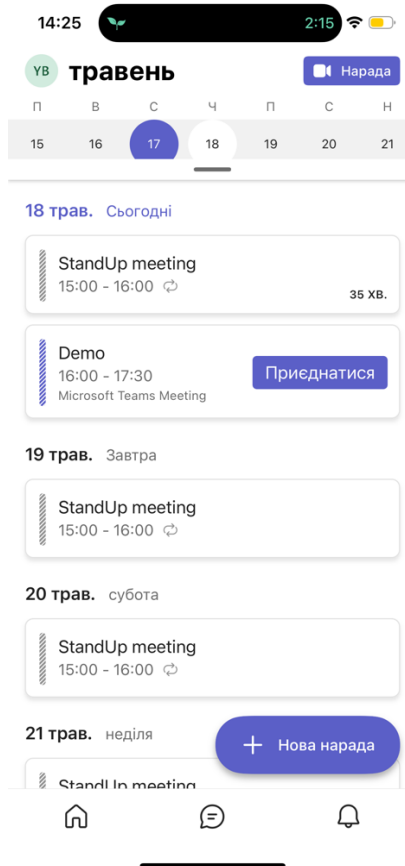 14:25
2:15
YB травень
Нарада
П В С Ч П С Н
15 16 17 18 19 20 21
18 трав. Сьогодні
StandUp meeting
15:00 - 16:00
35 ХВ.
Demo
16:00 - 17:30
Microsoft Teams Meeting
Приєднатися
19 трав. Завтра
StandUp meeting
15:00 - 16:00
20 трав. субота
StandUp meeting
15:00 - 16:00
21 трав. неділя
Нова нарада
StandUp meeting